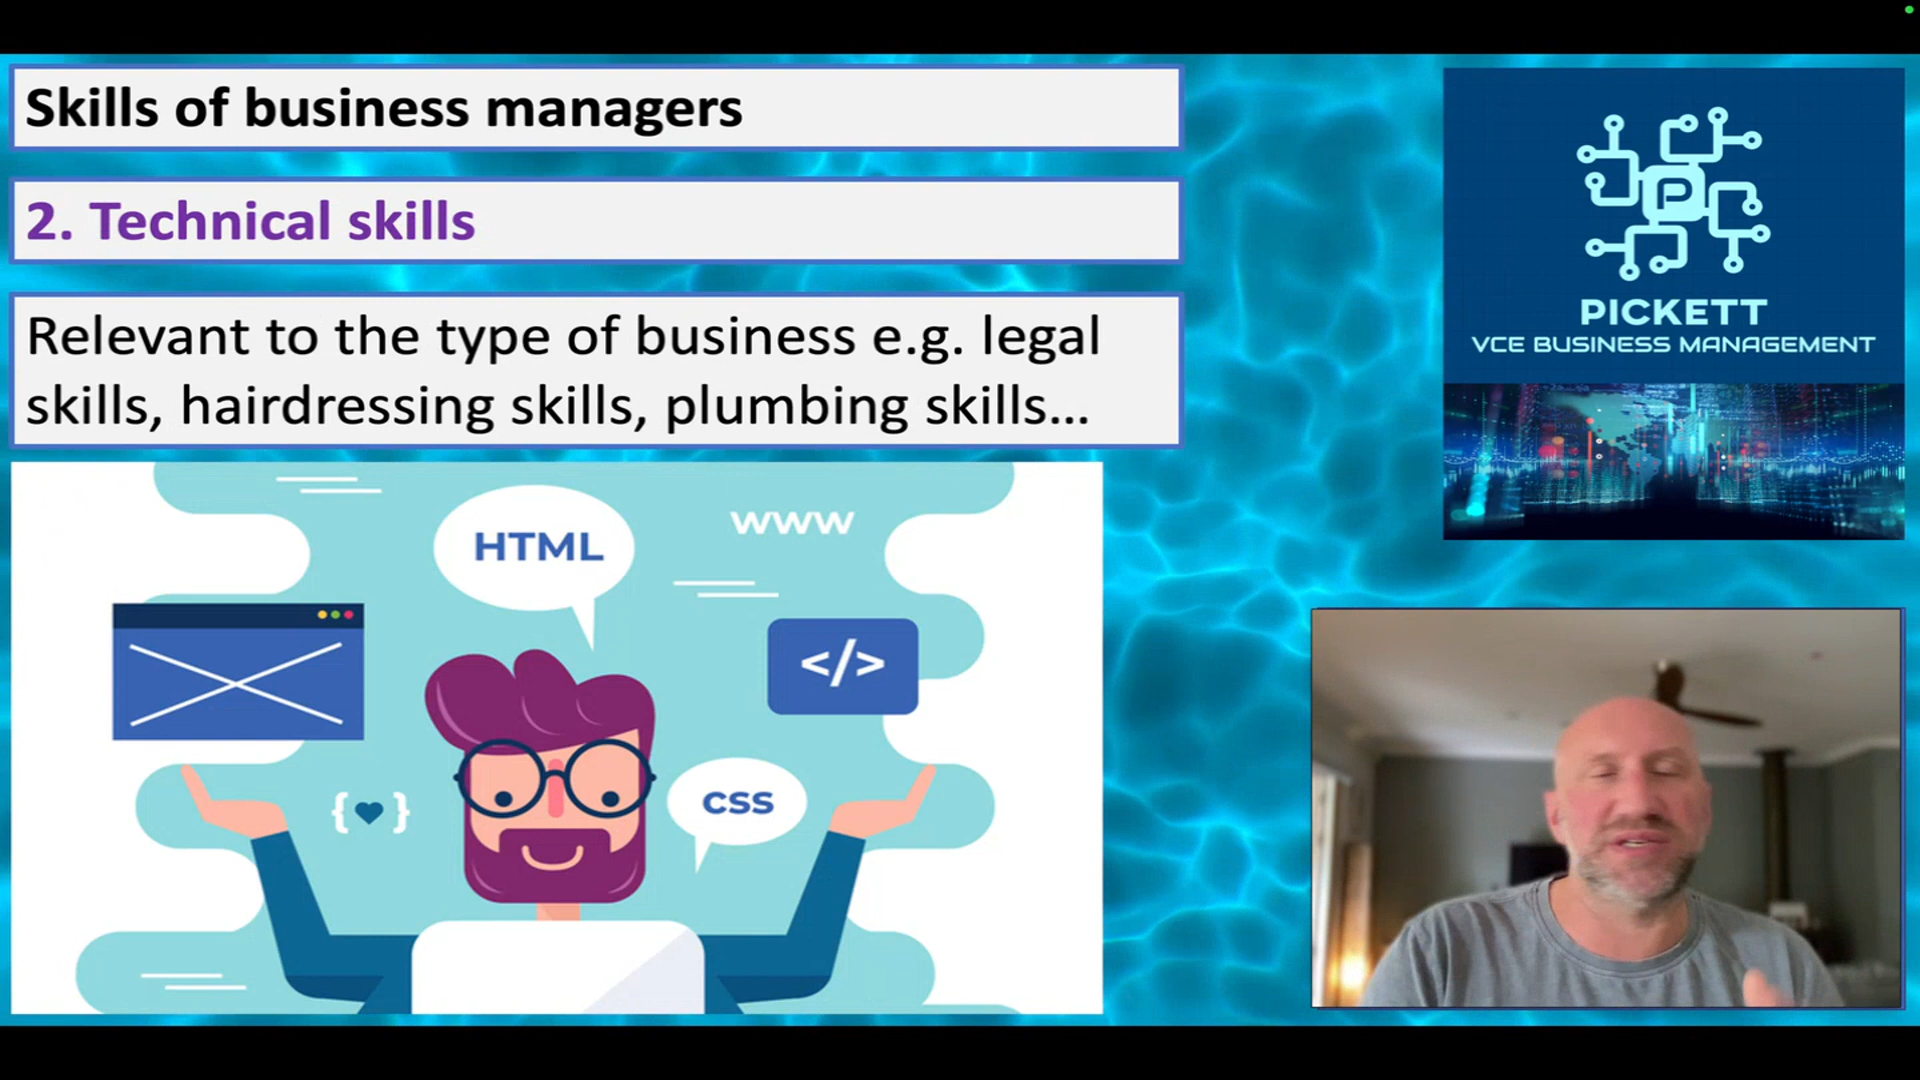 Skills of business managers
2. Technical skills
Relevant to the type of business e.g. legal
skills, hairdressing skills, plumbing skills...
PICKETT
VCE BUSINESS MANAGEMENT
HTML
WWW
</>
{ }
CSS